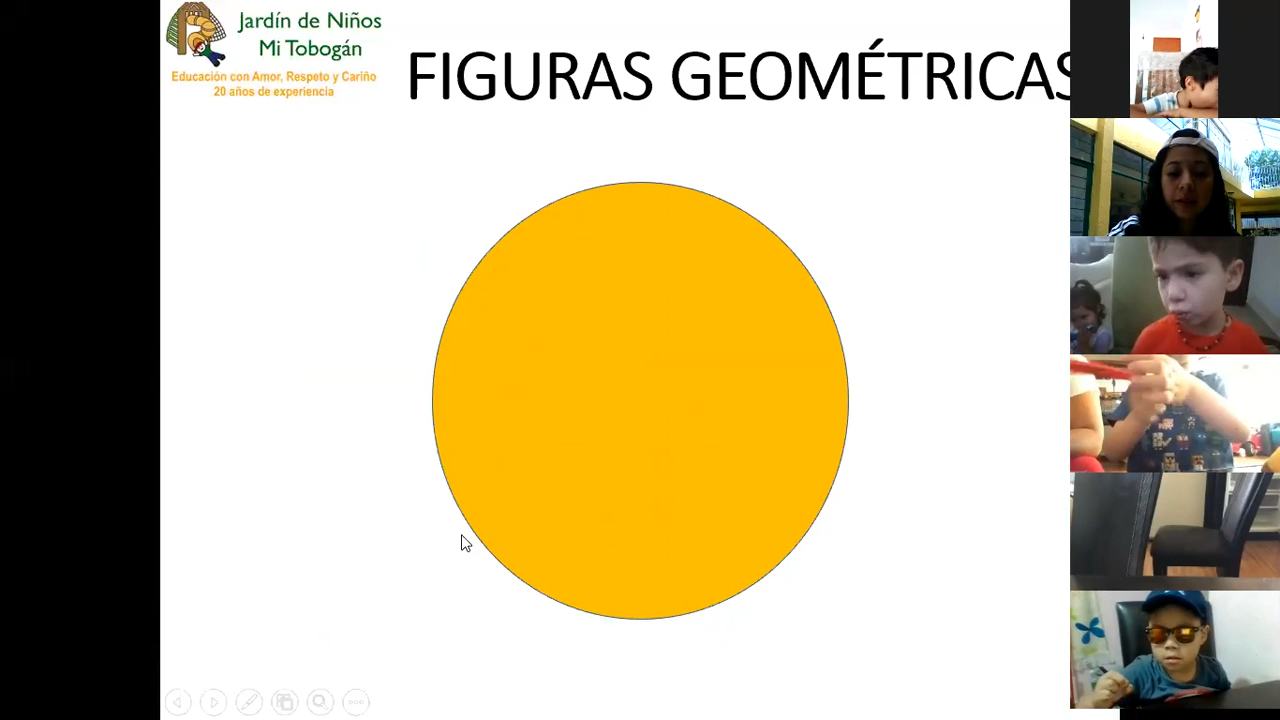 Jardín de Niños
Mi Tobogán
Educación con Amor, Respeto y Cariño
20 años de experiencia
FIGURAS GEOMÉTRICAS